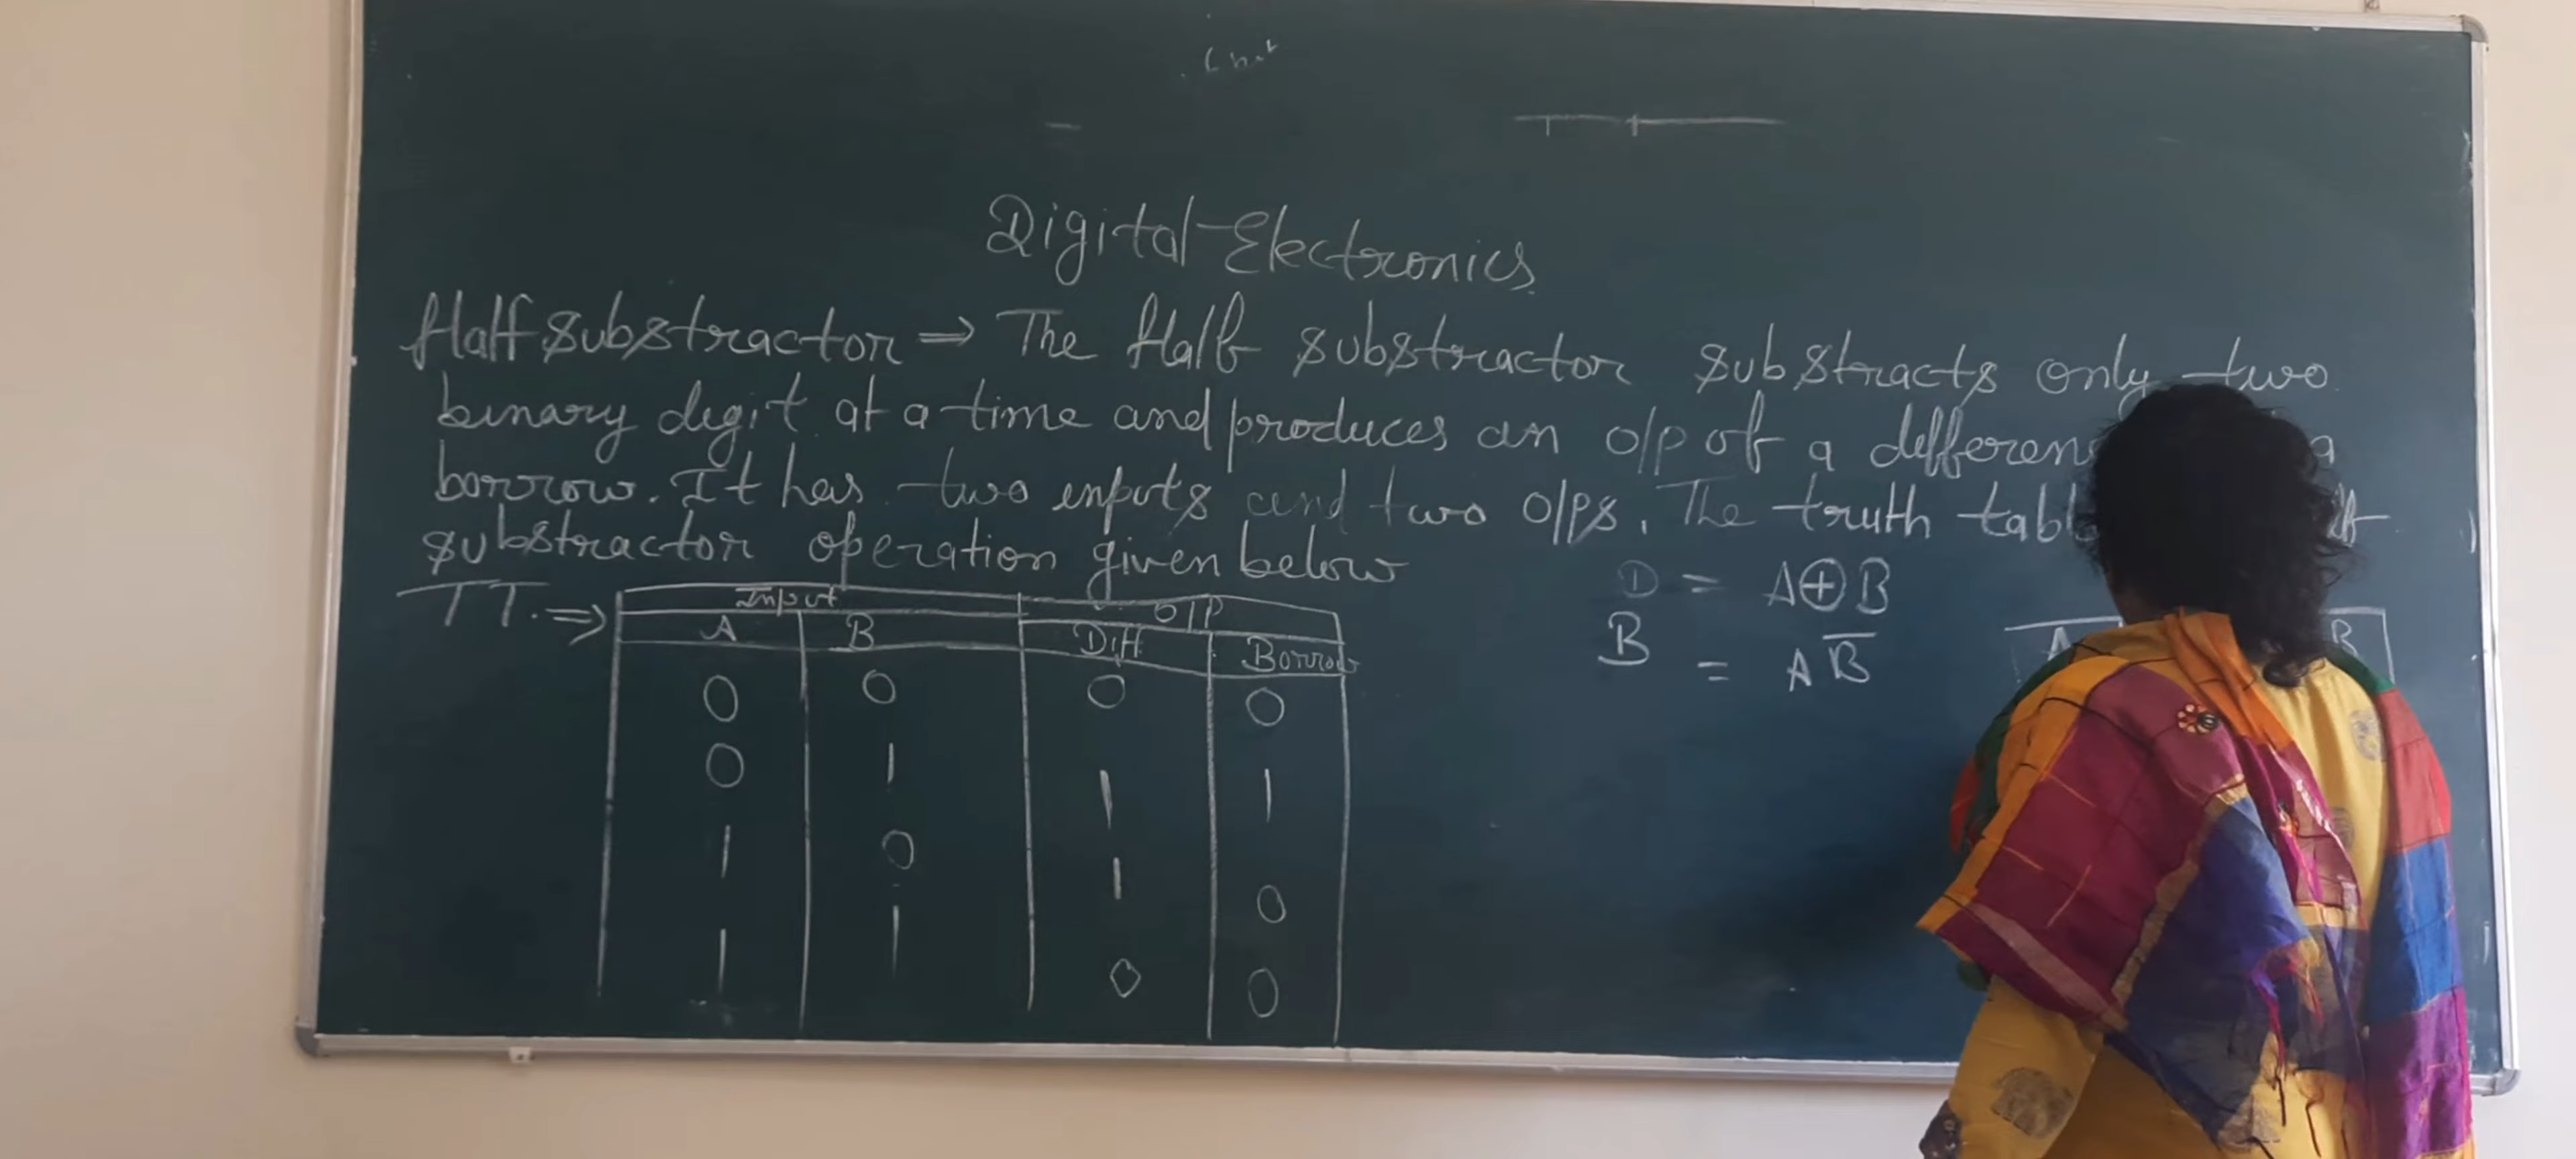 Digital Electronics
Half substractor ⇒ The Half substractor substracts only two
binary digit at a time and produces an o/p of a differen a
borrow. It has two inputs and two o/ps. The truth tabl
substractor operation given below
TT. ⇒
Input O/P
A B Diff Borrow
0 0 0 0
0 1 1 1
1 0 1 0
1 1 0 0
D = A⊕B
B = AB̅
A B